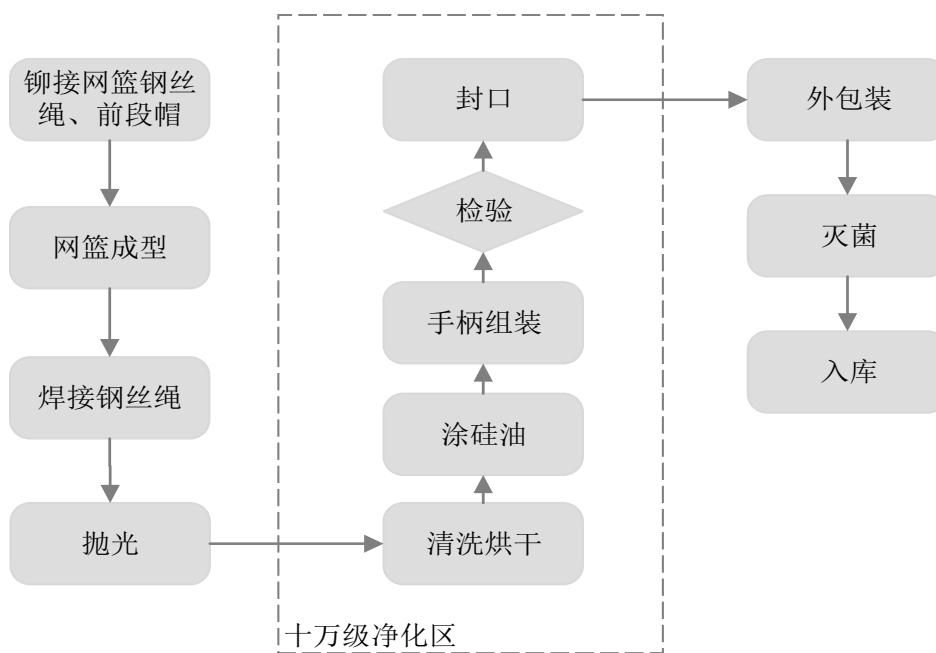 铆接网篮钢丝
绳、前段帽
网篮成型
焊接钢丝绳
抛光
封口
检验
手柄组装
涂硅油
清洗烘干
十万级净化区
外包装
灭菌
入库